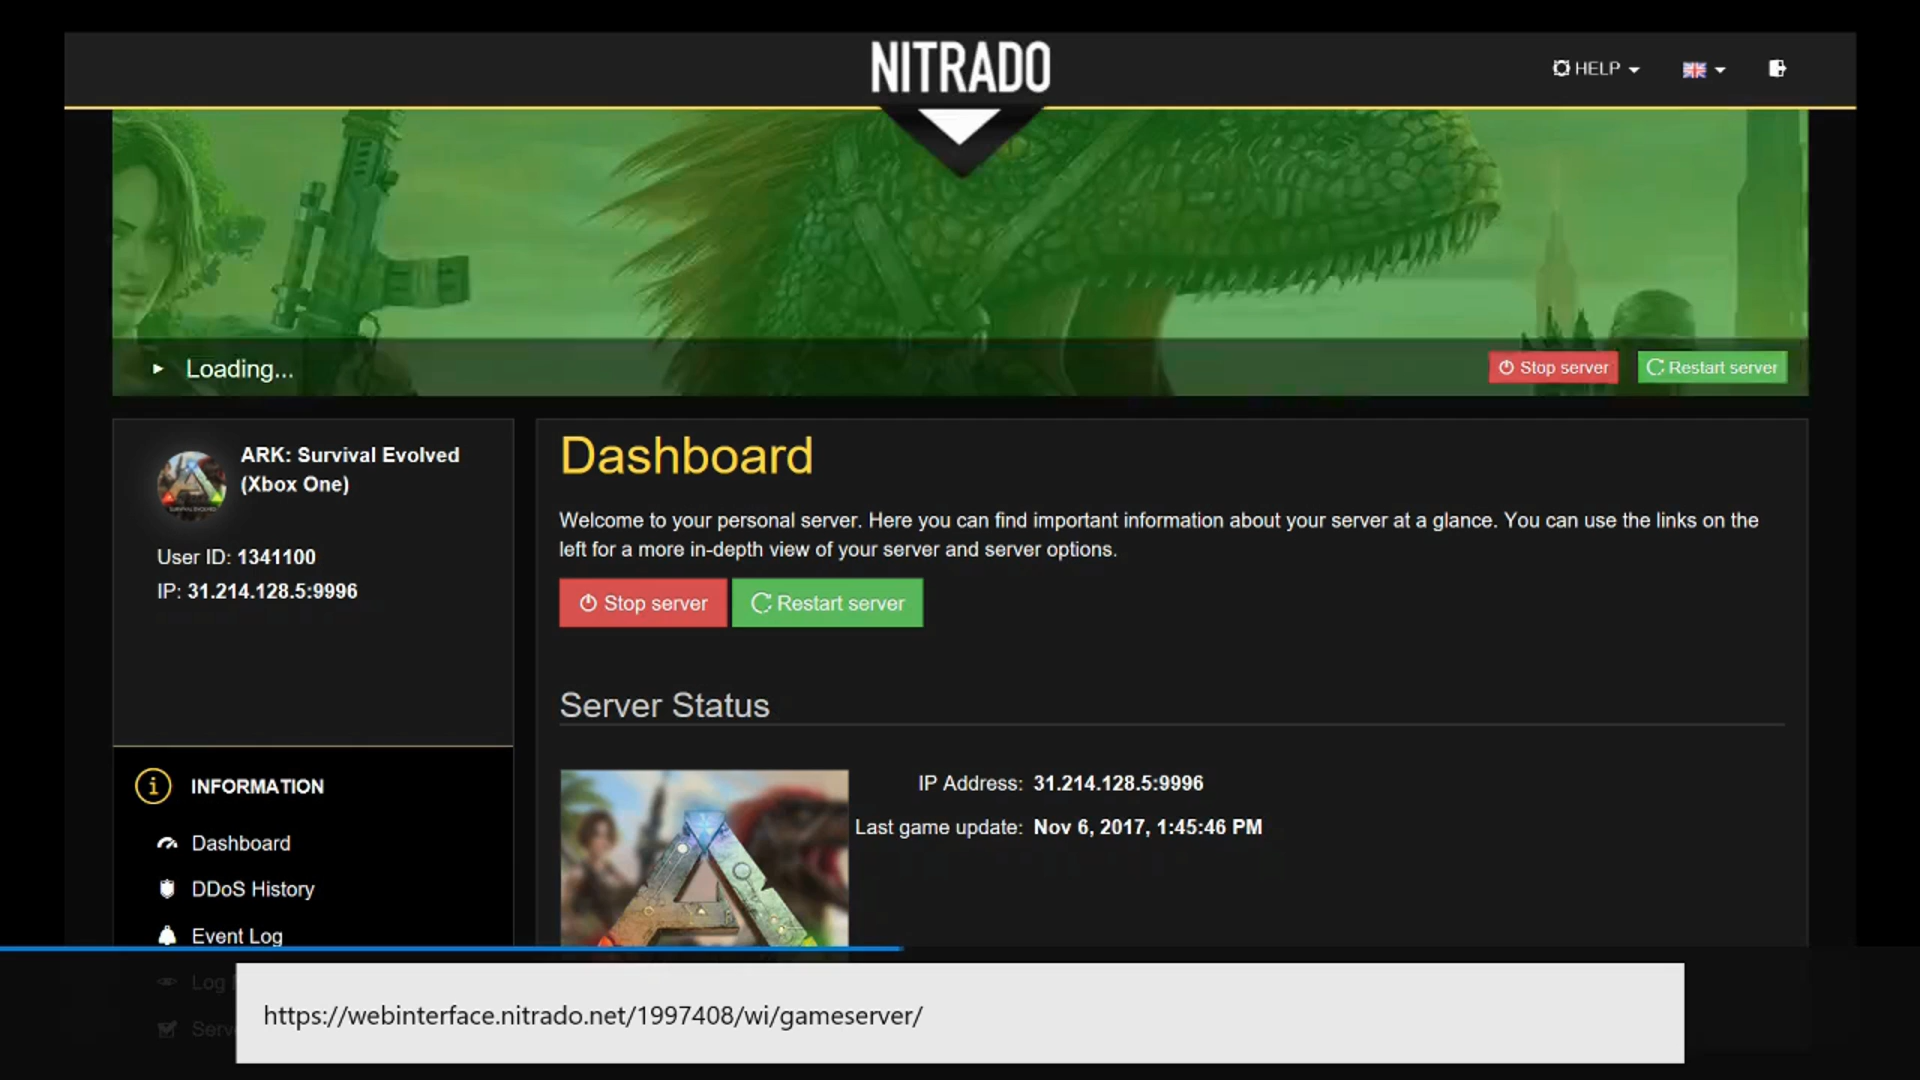 NITRADO
HELP
Loading...
Stop server
Restart server
ARK: Survival Evolved
(Xbox One)
User ID: 1341100
IP: 31.214.128.5:9996
Dashboard
Welcome to your personal server. Here you can find important information about your server at a glance. You can use the links on the
left for a more in-depth view of your server and server options.
Stop server
Restart server
Server Status
IP Address: 31.214.128.5:9996
Last game update: Nov 6, 2017, 1:45:46 PM
INFORMATION
Dashboard
DDoS History
Event Log
Log
https://webinterface.nitrado.net/1997408/wi/gameserver/